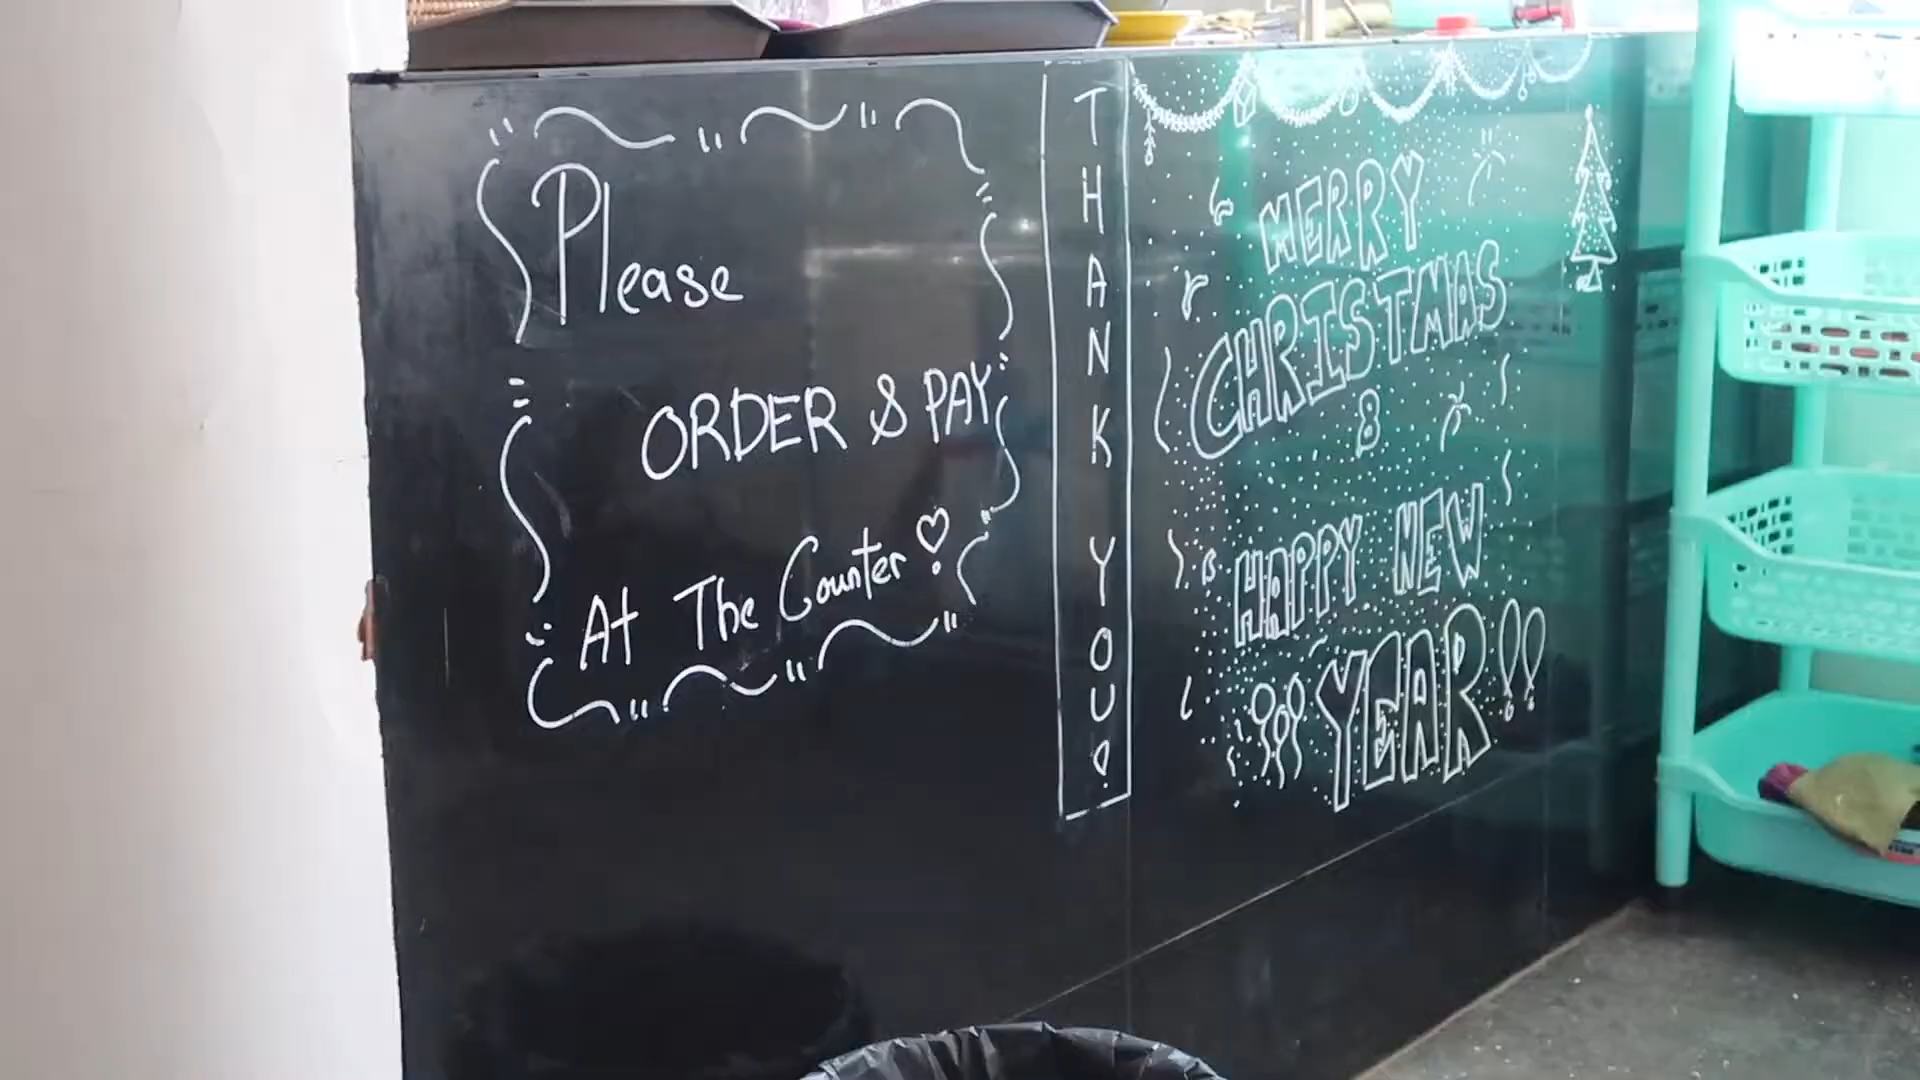 Please
ORDER & PAY
At The Counter!
THANK YOU!
MERRY
CHRISTMAS
&
HAPPY NEW
YEAR!!